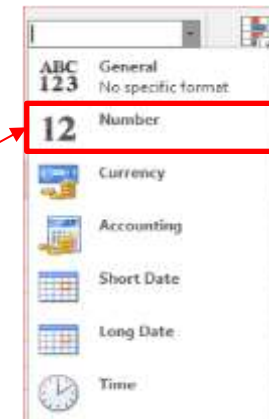 ABC General
123 No specific format
12 Number
Currency
Accounting
Short Date
Long Date
Time